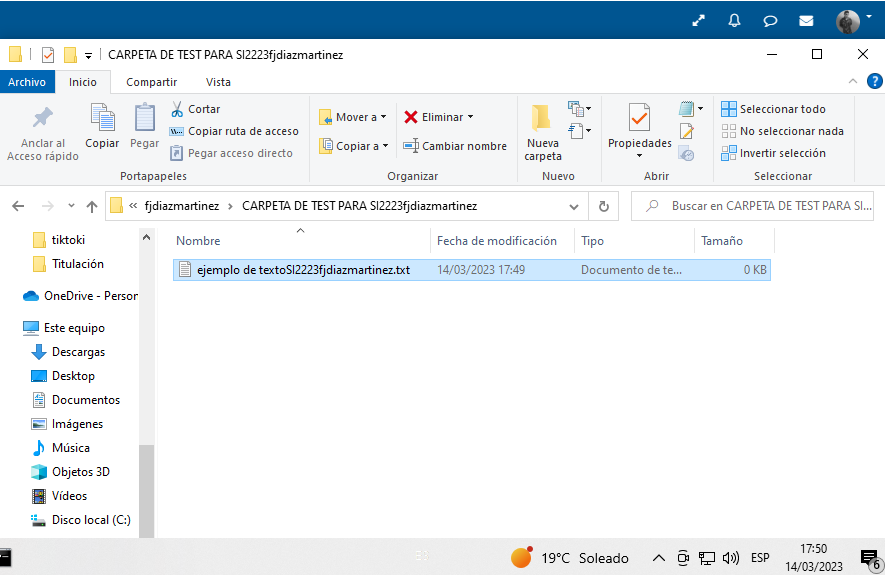 CARPETA DE TEST PARA SI2223fjdiazmartinez
Archivo Inicio Compartir Vista
Anclar al Acceso rápido
Copiar
Pegar
Cortar
Copiar ruta de acceso
Pegar acceso directo
Portapapeles
Mover a
Copiar a
Eliminar
Cambiar nombre
Organizar
Nueva carpeta
Nuevo
Propiedades
Abrir
Seleccionar todo
No seleccionar nada
Invertir selección
Seleccionar
« fjdiazmartinez > CARPETA DE TEST PARA SI2223fjdiazmartinez
Buscar en CARPETA DE TEST PARA SI...
tiktoki
Titulación
OneDrive - Person
Este equipo
Descargas
Desktop
Documentos
Imágenes
Música
Objetos 3D
Vídeos
Disco local (C:)
Nombre Fecha de modificación Tipo Tamaño
ejemplo de textoSI2223fjdiazmartinez.txt 14/03/2023 17:49 Documento de te... 0 KB
19°C Soleado
ESP
17:50
14/03/2023
6